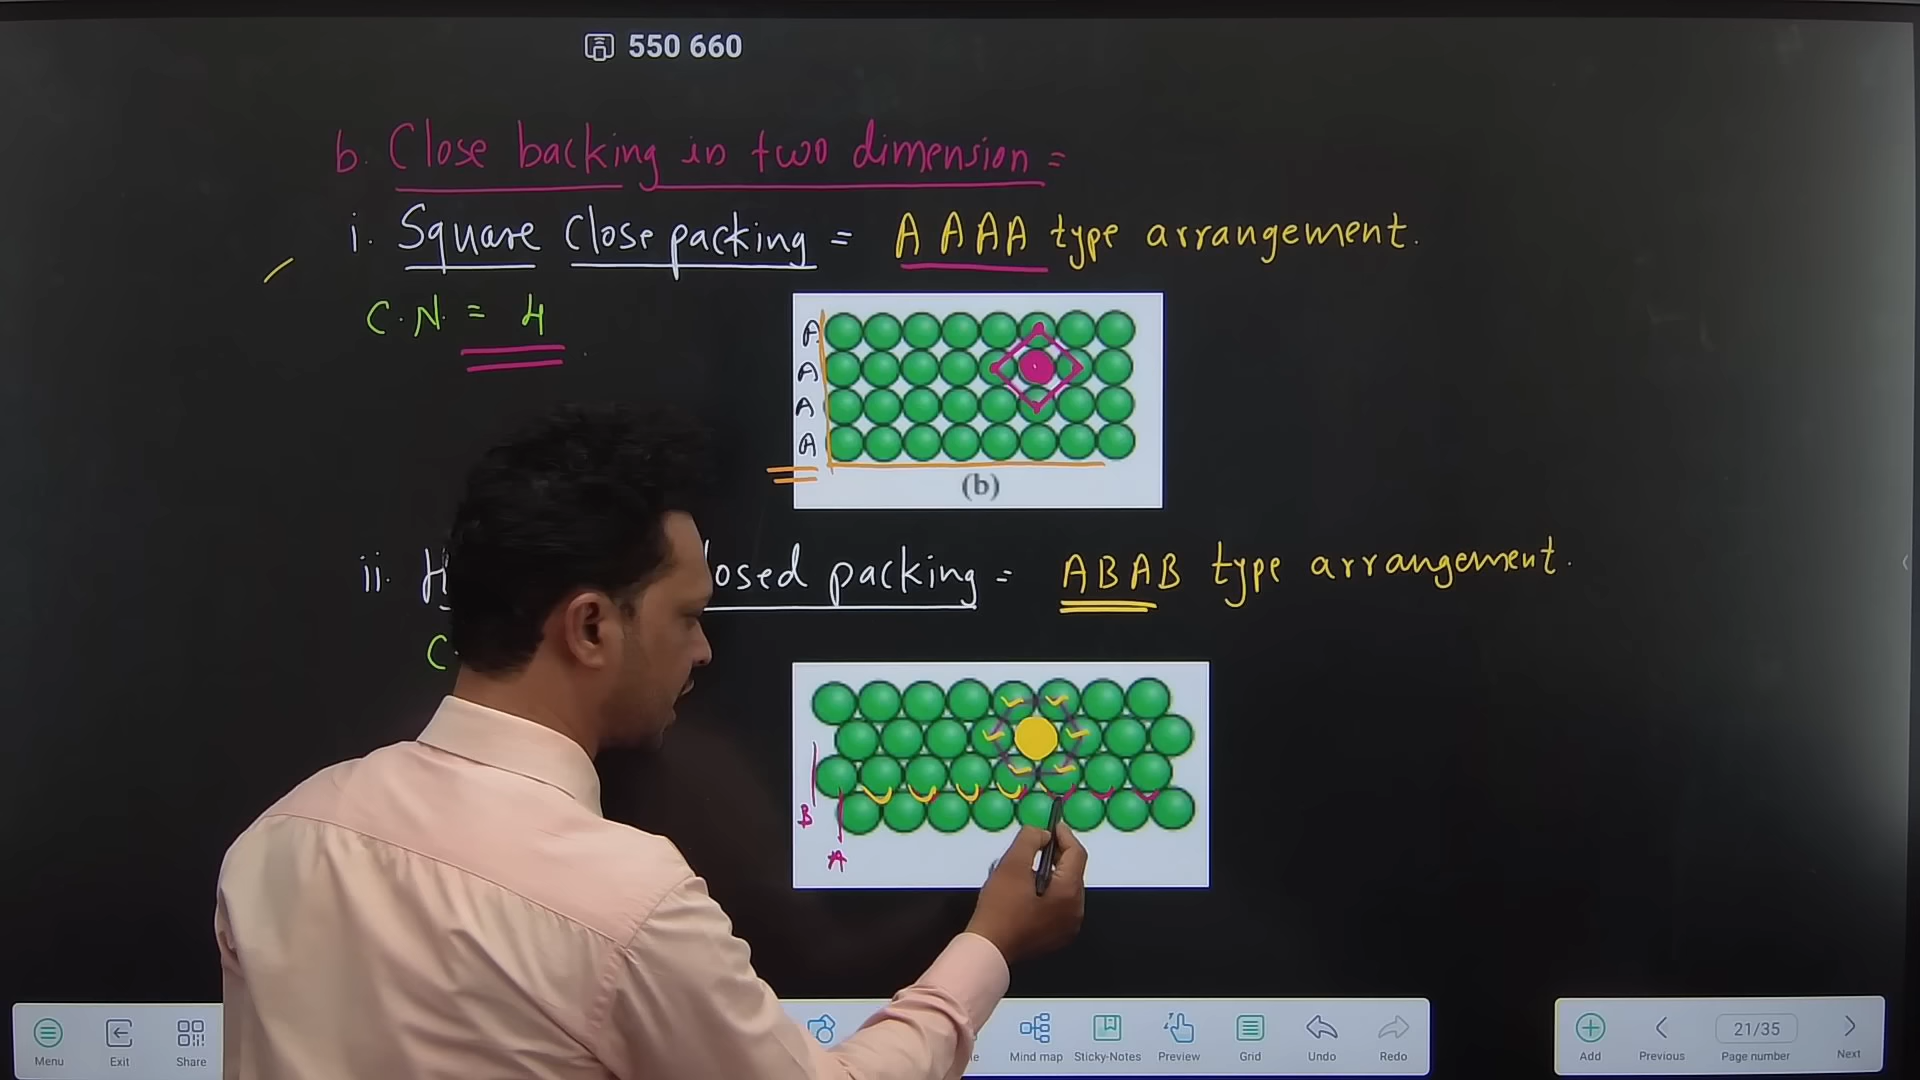 550 660
b. Close backing in two dimension =
i. Square Close packing = A A A A type arrangement.
C.N. = 4
A
A
A
A
(b)
ii. losed packing = A B A B type arrangement.
B
A
Menu Exit Share Mind map Sticky-Notes Preview Grid Undo Redo Add Previous 21/35 Page number Next